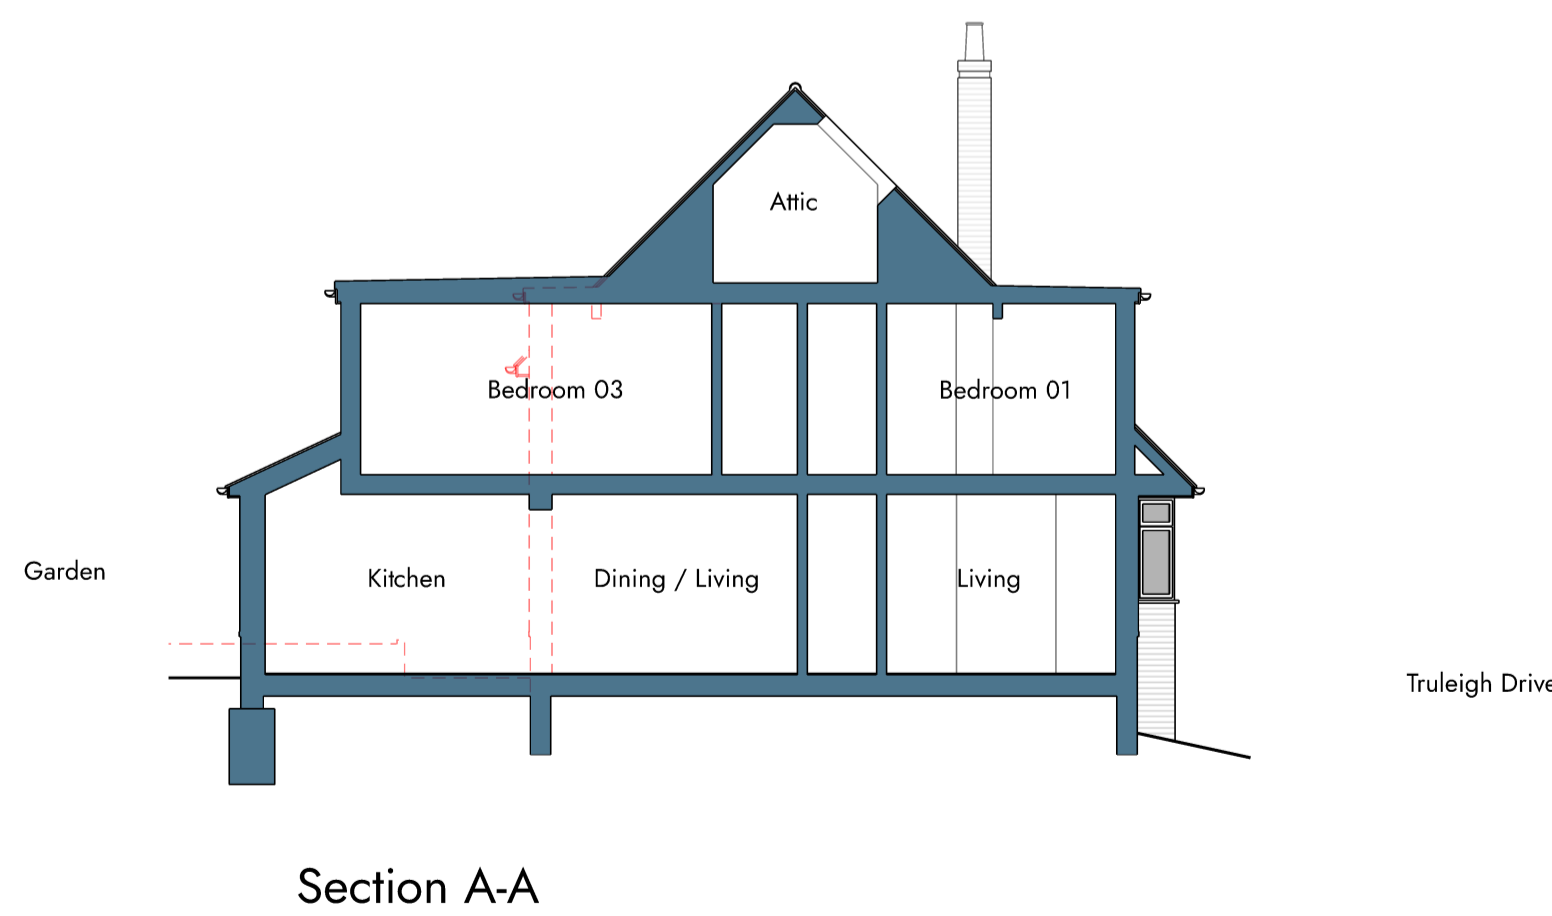 Attic
Bedroom 03
Bedroom 01
Garden
Kitchen
Dining / Living
Living
Truleigh Drive
Section A-A